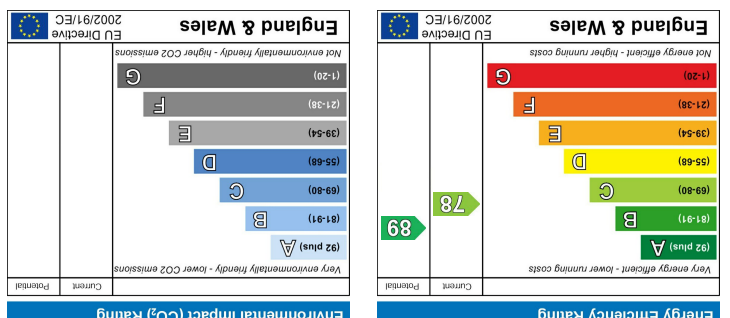 Energy Efficiency Rating
Current Potential
Very energy efficient - lower running costs
(92 plus) A
(81-91) B
89
(69-80) C
78
(55-68) D
(39-54) E
(21-38) F
(1-20) G
Not energy efficient - higher running costs
England & Wales
EU Directive
2002/91/EC
Environmental Impact (CO₂) Rating
Current Potential
Very environmentally friendly - lower CO2 emissions
(92 plus) A
(81-91) B
(69-80) C
(55-68) D
(39-54) E
(21-38) F
(1-20) G
Not environmentally friendly - higher CO2 emissions
England & Wales
EU Directive
2002/91/EC